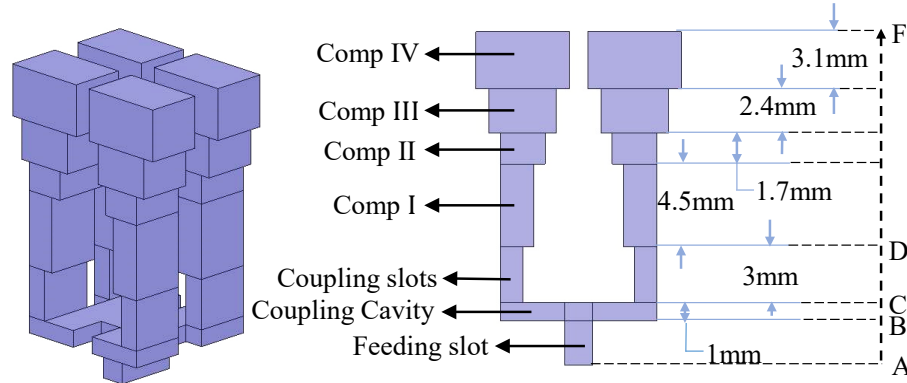 F
Comp IV
3.1mm
Comp III
2.4mm
Comp II
1.7mm
Comp I
4.5mm
D
Coupling slots
3mm
Coupling Cavity
C
B
Feeding slot
1mm
A